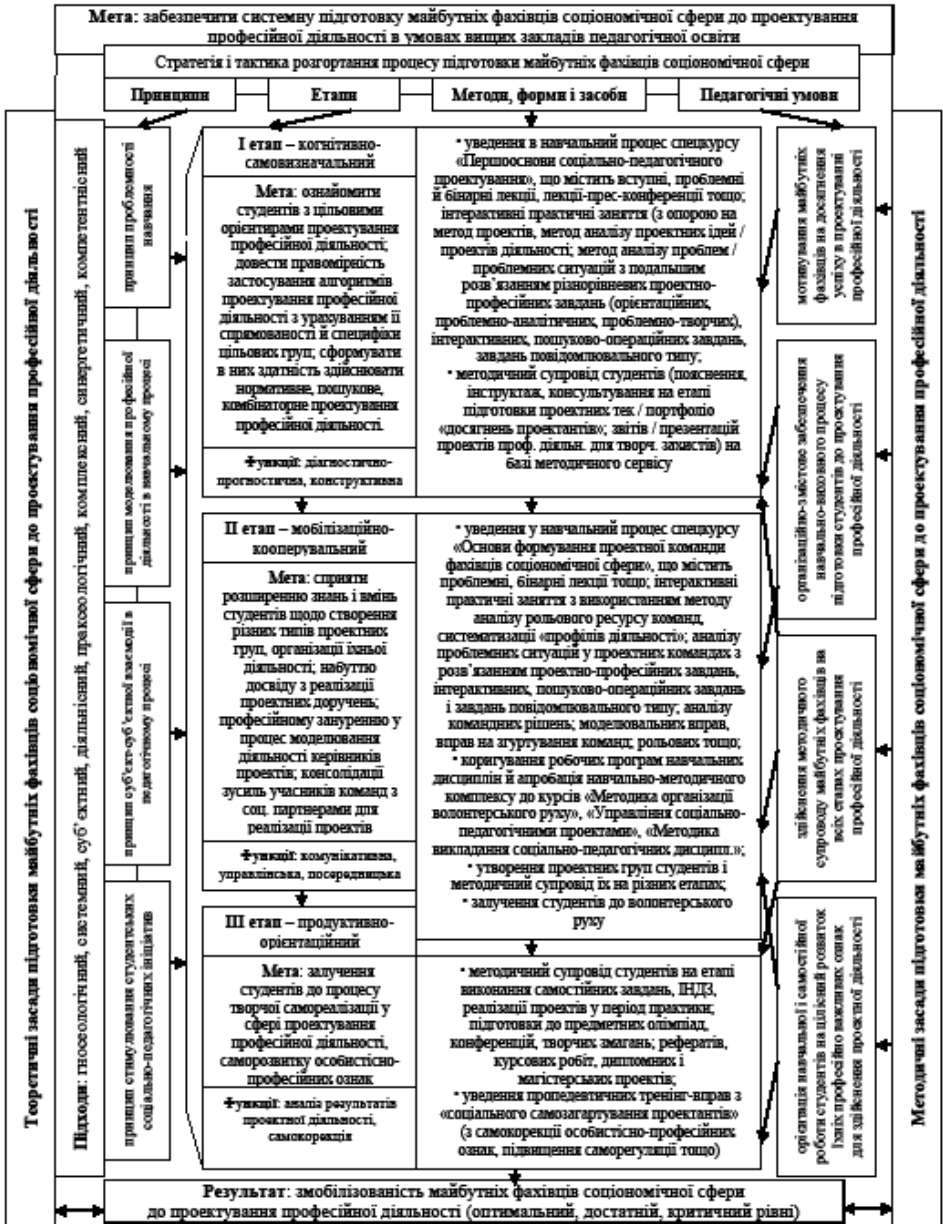 Мета: забезпечити системну підготовку майбутніх фахівців соціономічної сфери до проектування
професійної діяльності в умовах вищих закладів педагогічної освіти
Стратегія і тактика розгортання процесу підготовки майбутніх фахівців соціономічної сфери
Принципи
Етапи
Методи, форми і засоби
Педагогічні умови
Теоретичні засади підготовки майбутніх фахівців соціономічної сфери до проектування професійної діяльності
Підходи: гносеологічний, системний, суб'єктний, діяльнісний, праксеологічний, комплексний, синергетичний, компетентнісний
принцип проблемності
навчання
принцип моделювання професійної
діяльності в навчальному процесі
принцип суб'єкт-суб'єктної взаємодії в
педагогічному процесі
принцип стимулювання студентських
соціально-педагогічних ініціатив
І етап – когнітивно-
самовизначальний
Мета: ознайомити
студентів з цільовими
орієнтирами проектування
професійної діяльності;
довести правомірність
застосування алгоритмів
проектування професійної
діяльності з урахуванням її
спрямованості й специфіки
цільових груп; сформувати
в них здатність здійснювати
нормативне, пошукове,
комбінаторне проектування
професійної діяльності.
Функції: діагностично-
прогностична, конструктивна
ІІ етап – мобілізаційно-
кооперувальний
Мета: сприяти
розширенню знань і вмінь
студентів щодо створення
різних типів проектних
груп, організації їхньої
діяльності; набуттю
досвіду з реалізації
проектних доручень;
професійному зануренню у
процес моделювання
діяльності керівників
проектів; консолідації
зусиль учасників команд з
соц. партнерами для
реалізації проектів
Функції: комунікативна,
управлінська, посередницька
ІІІ етап – продуктивно-
орієнтаційний
Мета: залучення
студентів до процесу
творчої самореалізації у
сфері проектування
професійної діяльності,
саморозвитку особистісно-
професійних ознак
Функції: аналіз результатів
проектної діяльності,
самокорекція
• уведення в навчальний процес спецкурсу
«Першооснови соціально-педагогічного
проектування», що містить вступні, проблемні
й бінарні лекції, лекції-прес-конференції тощо;
інтерактивні практичні заняття (з опорою на
метод проектів, метод аналізу проектних ідей /
проектів діяльності; метод аналізу проблем /
проблемних ситуацій з подальшим
розв'язанням різнорівневих проектно-
професійних завдань (орієнтаційних,
проблемно-аналітичних, проблемно-творчих),
інтерактивних, пошуково-операційних завдань,
завдань повідомлювального типу;
• методичний супровід студентів (пояснення,
інструктаж, консультування на етапі
підготовки проектних тек / портфоліо
«досягнень проектантів»; звітів / презентацій
проектів проф. діяльн. для творч. захистів) на
базі методичного сервісу
• уведення у навчальний процес спецкурсу
«Основи формування проектної команди
фахівців соціономічної сфери», що містить
проблемні, бінарні лекції тощо; інтерактивні
практичні заняття з використанням методу
аналізу рольового ресурсу команд,
систематизації «профілів діяльності»; аналізу
проблемних ситуацій у проектних командах з
розв'язанням проектно-професійних завдань,
інтерактивних, пошуково-операційних завдань
і завдань повідомлювального типу; аналізу
командних рішень; моделювальних вправ,
вправ на згуртування команд; рольових тощо;
• коригування робочих програм навчальних
дисциплін й апробація навчально-методичного
комплексу до курсів «Методика організації
волонтерського руху», «Управління соціально-
педагогічними проектами», «Методика
викладання соціально-педагогічних дисципл.»;
• утворення проектних груп студентів і
методичний супровід їх на різних етапах;
• залучення студентів до волонтерського
руху
• методичний супровід студентів на етапі
виконання самостійних завдань, ІНДЗ,
реалізації проектів у період практики;
підготовки до предметних олімпіад,
конференцій, творчих змагань; рефератів,
курсових робіт, дипломних і
магістерських проектів;
• уведення пропедевтичних тренінг-вправ з
«соціального самозагартування проектантів»
(з самокорекції особистісно-професійних
ознак, підвищення саморегуляції тощо)
мотивування майбутніх
фахівців на досягнення
успіху в проектуванні
професійної діяльності
організаційно-змістове забезпечення
навчально-виховного процесу
підготовки студентів до проектування
професійної діяльності
здійснення методичного
супроводу майбутніх фахівців на
всіх етапах проектування
професійної діяльності
орієнтація навчальної і самостійної
роботи студентів на цілісний розвиток
їхніх професійно важливих ознак
для здійснення проектної діяльності
Методичні засади підготовки майбутніх фахівців соціономічної сфери до проектування професійної діяльності
Результат: змобілізованість майбутніх фахівців соціономічної сфери
до проектування професійної діяльності (оптимальний, достатній, критичний рівні)